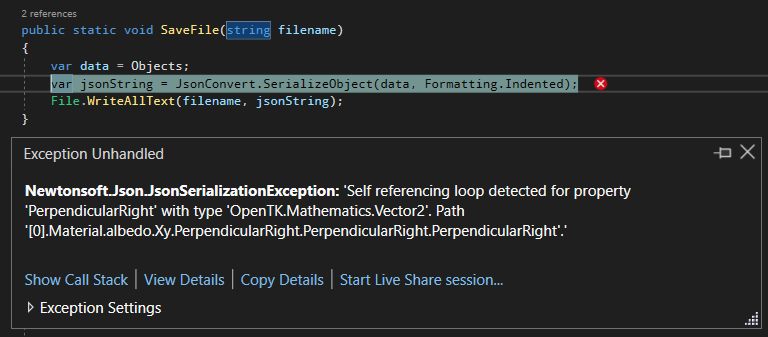 2 references
public static void SaveFile(string filename)
{
var data = Objects;
var jsonString = JsonConvert.SerializeObject(data, Formatting.Indented);
File.WriteAllText(filename, jsonString);
}
Exception Unhandled
Newtonsoft.Json.JsonSerializationException: 'Self referencing loop detected for property
'PerpendicularRight' with type 'OpenTK.Mathematics.Vector2'. Path
'[0].Material.albedo.Xy.PerpendicularRight.PerpendicularRight.PerpendicularRight'.'
Show Call Stack | View Details | Copy Details | Start Live Share session...
Exception Settings